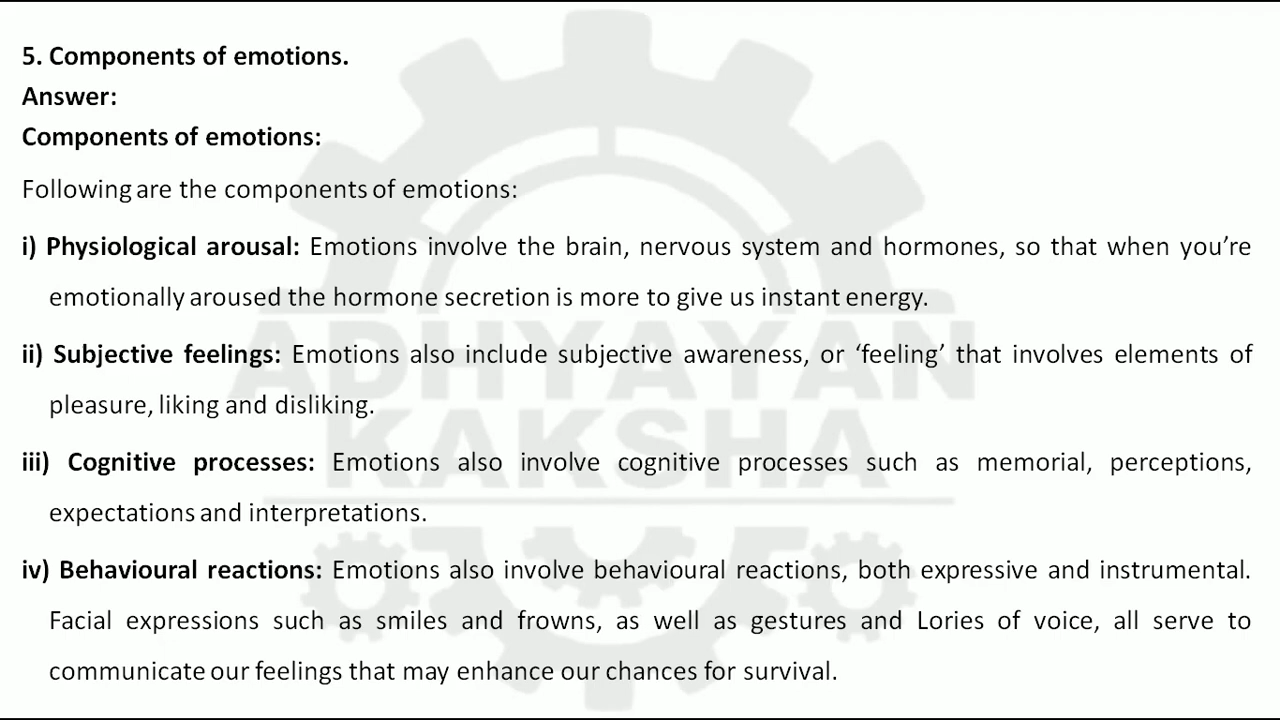 5. Components of emotions.
Answer:
Components of emotions:
Following are the components of emotions:
i) Physiological arousal: Emotions involve the brain, nervous system and hormones, so that when you’re
emotionally aroused the hormone secretion is more to give us instant energy.
ii) Subjective feelings: Emotions also include subjective awareness, or ‘feeling’ that involves elements of
pleasure, liking and disliking.
iii) Cognitive processes: Emotions also involve cognitive processes such as memorial, perceptions,
expectations and interpretations.
iv) Behavioural reactions: Emotions also involve behavioural reactions, both expressive and instrumental.
Facial expressions such as smiles and frowns, as well as gestures and Lories of voice, all serve to
communicate our feelings that may enhance our chances for survival.
ADHYAYAN
KAKSHA